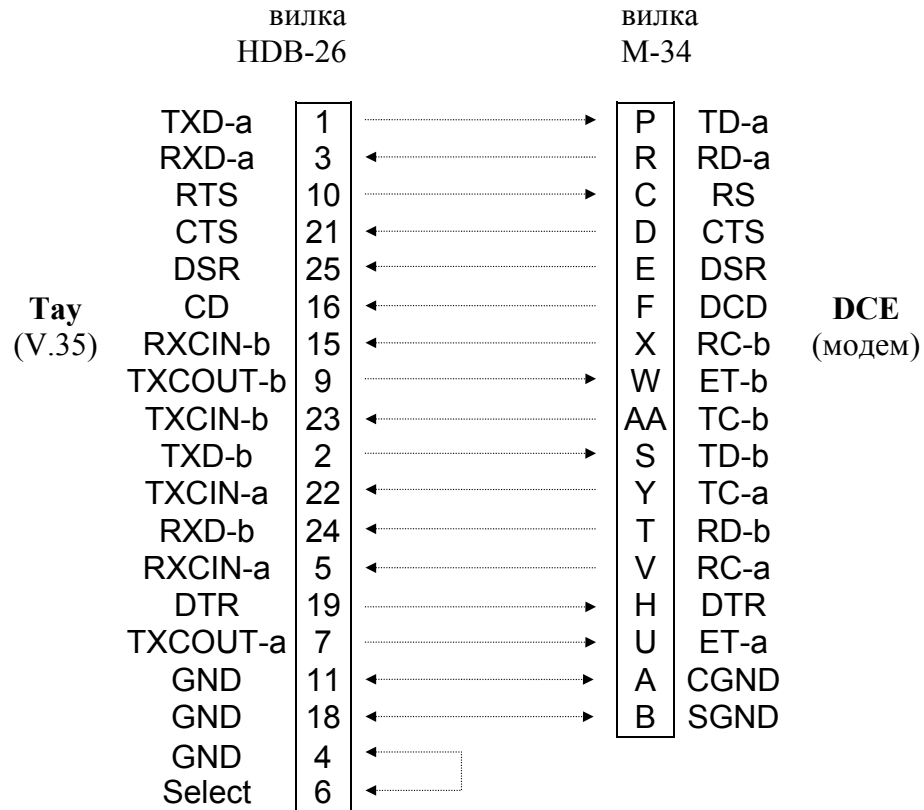 вилка вилка
HDB-26 M-34
TXD-a 1 P TD-a
RXD-a 3 R RD-a
RTS 10 C RS
CTS 21 D CTS
DSR 25 E DSR
Тау CD 16 F DCD DCE
(V.35) RXCIN-b 15 X RC-b (модем)
TXCOUT-b 9 W ET-b
TXCIN-b 23 AA TC-b
TXD-b 2 S TD-b
TXCIN-a 22 Y TC-a
RXD-b 24 T RD-b
RXCIN-a 5 V RC-a
DTR 19 H DTR
TXCOUT-a 7 U ET-a
GND 11 A CGND
GND 18 B SGND
GND 4
Select 6